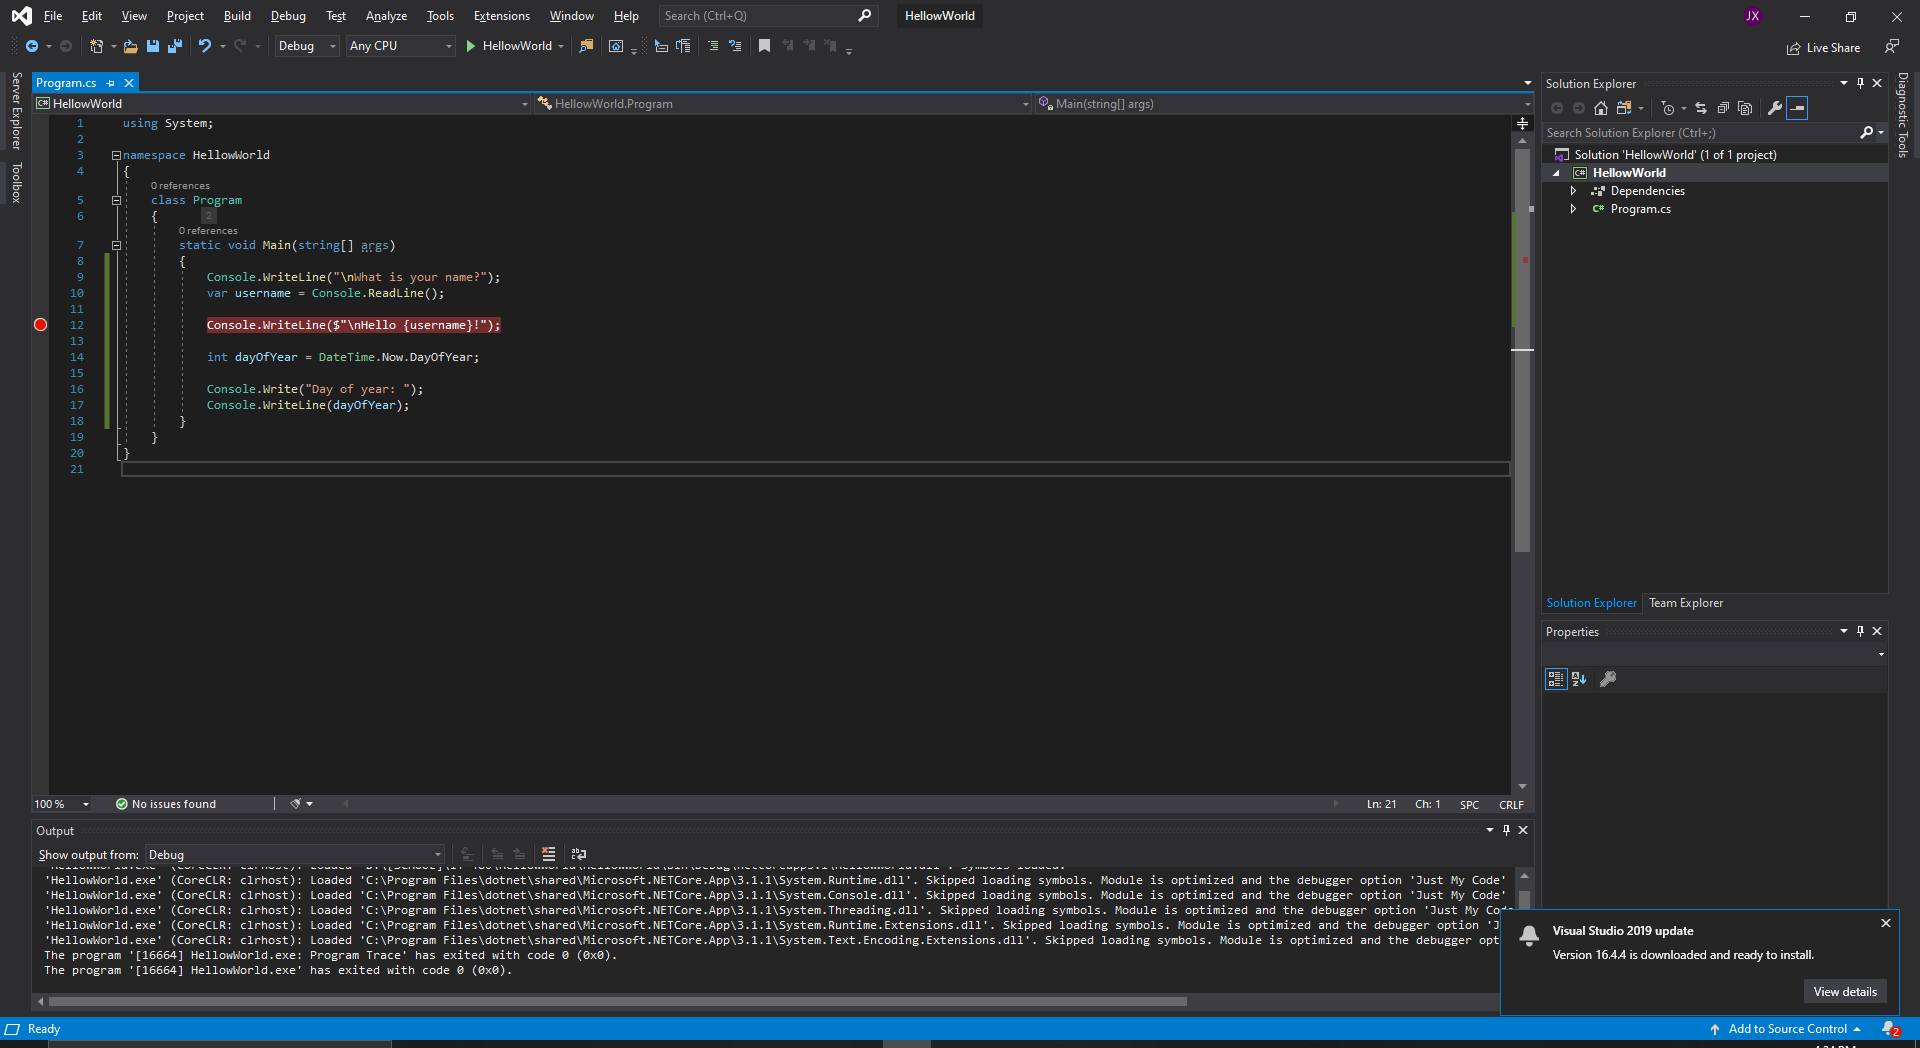 File Edit View Project Build Debug Test Analyze Tools Extensions Window Help Search (Ctrl+Q) HellowWorld JX
Debug Any CPU HellowWorld Live Share
Server Explorer
Toolbox
Program.cs
C# HellowWorld HellowWorld.Program Main(string[] args)
1 using System;
2
3 namespace HellowWorld
4 {
0 references
5 class Program
6 { 2
0 references
7 static void Main(string[] args)
8 {
9 Console.WriteLine("\nWhat is your name?");
10 var username = Console.ReadLine();
11
12 Console.WriteLine($"\nHello {username}!");
13
14 int dayOfYear = DateTime.Now.DayOfYear;
15
16 Console.Write("Day of year: ");
17 Console.WriteLine(dayOfYear);
18 }
19 }
20 }
21
100 % No issues found Ln: 21 Ch: 1 SPC CRLF
Output
Show output from: Debug
'HellowWorld.exe' (CoreCLR: clrhost): Loaded 'C:\Program Files\dotnet\shared\Microsoft.NETCore.App\3.1.1\System.Runtime.dll'. Skipped loading symbols. Module is optimized and the debugger option 'Just My Code'
'HellowWorld.exe' (CoreCLR: clrhost): Loaded 'C:\Program Files\dotnet\shared\Microsoft.NETCore.App\3.1.1\System.Console.dll'. Skipped loading symbols. Module is optimized and the debugger option 'Just My Code'
'HellowWorld.exe' (CoreCLR: clrhost): Loaded 'C:\Program Files\dotnet\shared\Microsoft.NETCore.App\3.1.1\System.Threading.dll'. Skipped loading symbols. Module is optimized and the debugger option 'Just My Cod
'HellowWorld.exe' (CoreCLR: clrhost): Loaded 'C:\Program Files\dotnet\shared\Microsoft.NETCore.App\3.1.1\System.Runtime.Extensions.dll'. Skipped loading symbols. Module is optimized and the debugger option 'J
'HellowWorld.exe' (CoreCLR: clrhost): Loaded 'C:\Program Files\dotnet\shared\Microsoft.NETCore.App\3.1.1\System.Text.Encoding.Extensions.dll'. Skipped loading symbols. Module is optimized and the debugger opt
The program '[16664] HellowWorld.exe: Program Trace' has exited with code 0 (0x0).
The program '[16664] HellowWorld.exe' has exited with code 0 (0x0).
Solution Explorer
Search Solution Explorer (Ctrl+;)
Solution 'HellowWorld' (1 of 1 project)
C# HellowWorld
Dependencies
C# Program.cs
Solution Explorer Team Explorer
Properties
Diagnostic Tools
Visual Studio 2019 update
Version 16.4.4 is downloaded and ready to install.
View details
Ready Add to Source Control 2